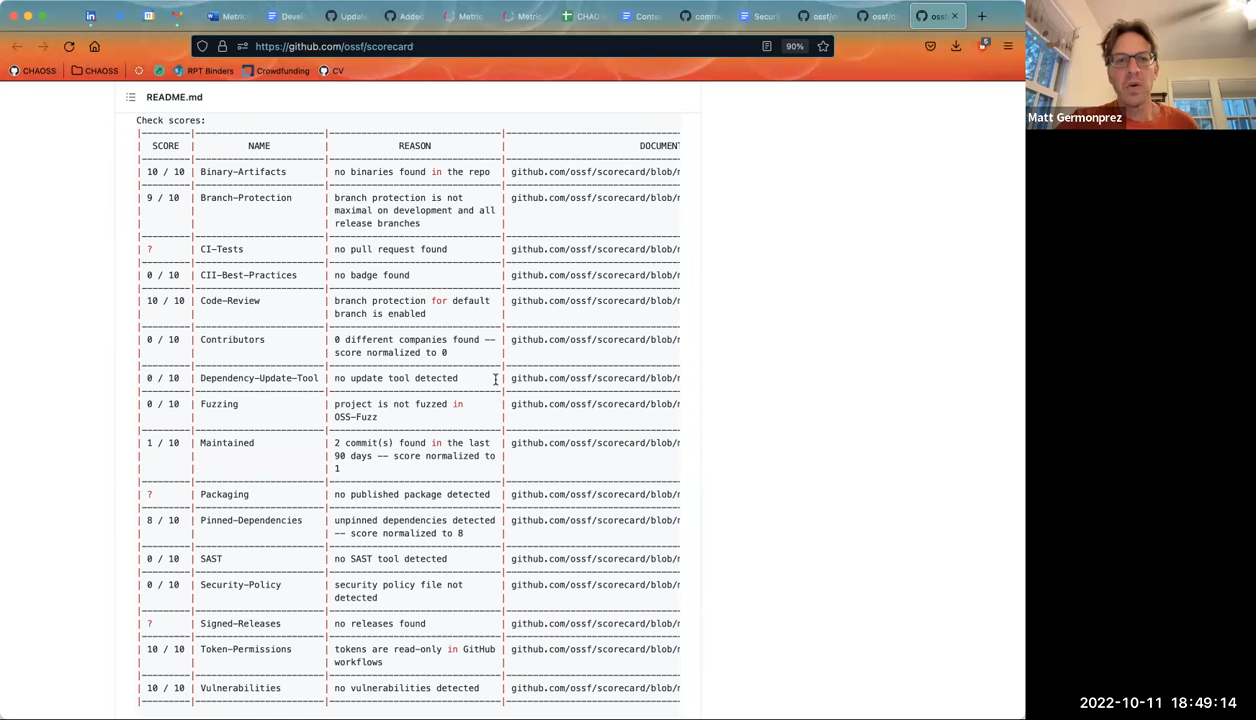 Metric
Devel
Updat
Added
Metric
Metric
CHAO
Conte
comm
Securi
ossf/c
ossf/s
oss
https://github.com/ossf/scorecard
90%
CHAOSS
CHAOSS
RPT Binders
Crowdfunding
CV
Matt Germonprez
README.md
Check scores:
SCORE | NAME | REASON | DOCUMENT
10 / 10 | Binary-Artifacts | no binaries found in the repo | github.com/ossf/scorecard/blob/m
9 / 10 | Branch-Protection | branch protection is not | github.com/ossf/scorecard/blob/m
maximal on development and all
release branches
? | CI-Tests | no pull request found | github.com/ossf/scorecard/blob/m
0 / 10 | CII-Best-Practices | no badge found | github.com/ossf/scorecard/blob/m
10 / 10 | Code-Review | branch protection for default | github.com/ossf/scorecard/blob/m
branch is enabled
0 / 10 | Contributors | 0 different companies found -- | github.com/ossf/scorecard/blob/m
score normalized to 0
0 / 10 | Dependency-Update-Tool | no update tool detected | github.com/ossf/scorecard/blob/m
0 / 10 | Fuzzing | project is not fuzzed in | github.com/ossf/scorecard/blob/m
OSS-Fuzz
1 / 10 | Maintained | 2 commit(s) found in the last | github.com/ossf/scorecard/blob/m
90 days -- score normalized to
1
? | Packaging | no published package detected | github.com/ossf/scorecard/blob/m
8 / 10 | Pinned-Dependencies | unpinned dependencies detected | github.com/ossf/scorecard/blob/m
-- score normalized to 8
0 / 10 | SAST | no SAST tool detected | github.com/ossf/scorecard/blob/m
0 / 10 | Security-Policy | security policy file not | github.com/ossf/scorecard/blob/m
detected
? | Signed-Releases | no releases found | github.com/ossf/scorecard/blob/m
10 / 10 | Token-Permissions | tokens are read-only in GitHub | github.com/ossf/scorecard/blob/m
workflows
10 / 10 | Vulnerabilities | no vulnerabilities detected | github.com/ossf/scorecard/blob/m
2022-10-11 18:49:14